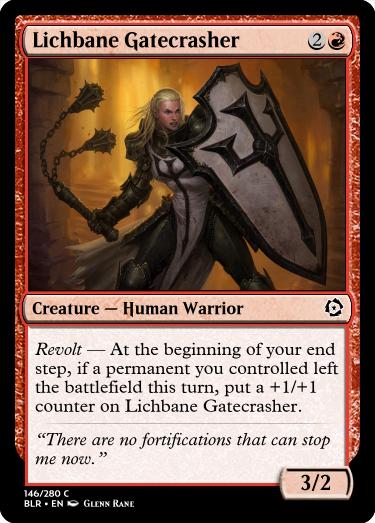 Lichbane Gatecrasher 2
Creature — Human Warrior
Revolt — At the beginning of your end
step, if a permanent you controlled left
the battlefield this turn, put a +1/+1
counter on Lichbane Gatecrasher.
“There are no fortifications that can stop
me now.”
3/2
146/280 C
BLR • EN Glenn Rane